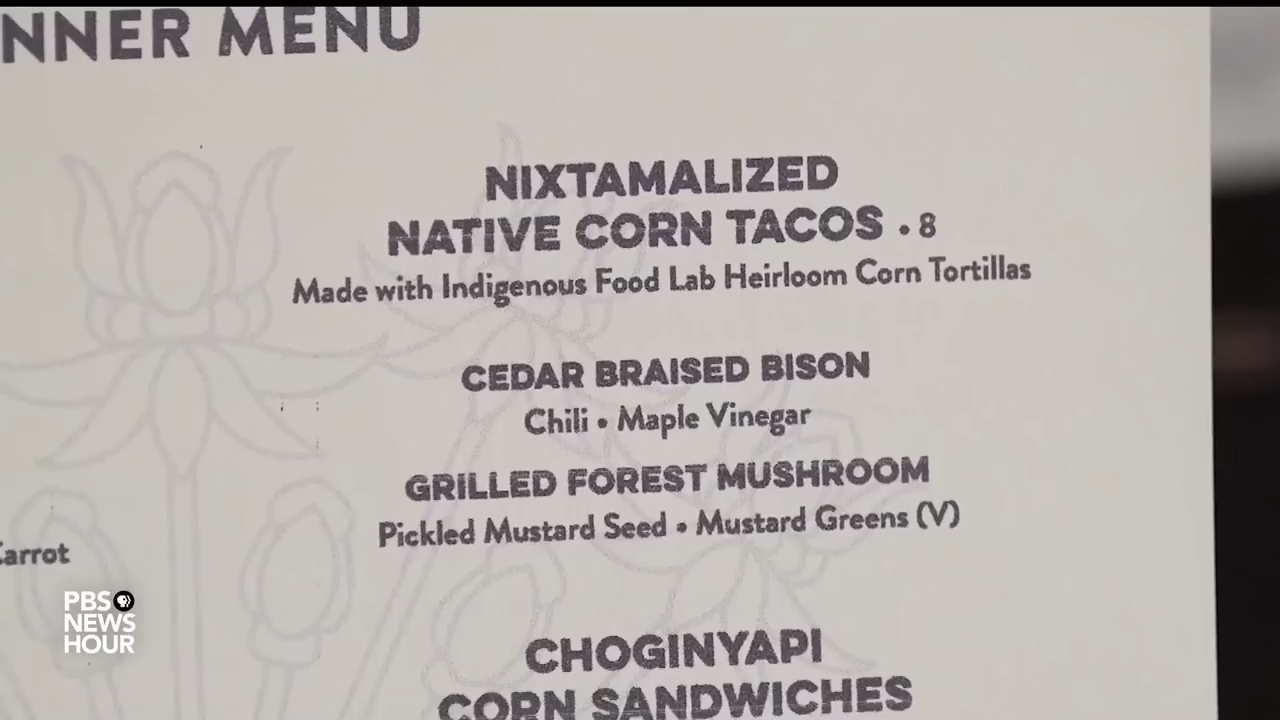 NNER MENU
NIXTAMALIZED
NATIVE CORN TACOS • 8
Made with Indigenous Food Lab Heirloom Corn Tortillas
CEDAR BRAISED BISON
Chili • Maple Vinegar
GRILLED FOREST MUSHROOM
Pickled Mustard Seed • Mustard Greens (V)
Carrot
CHOGINYAPI
CORN SANDWICHES
PBS
NEWS
HOUR